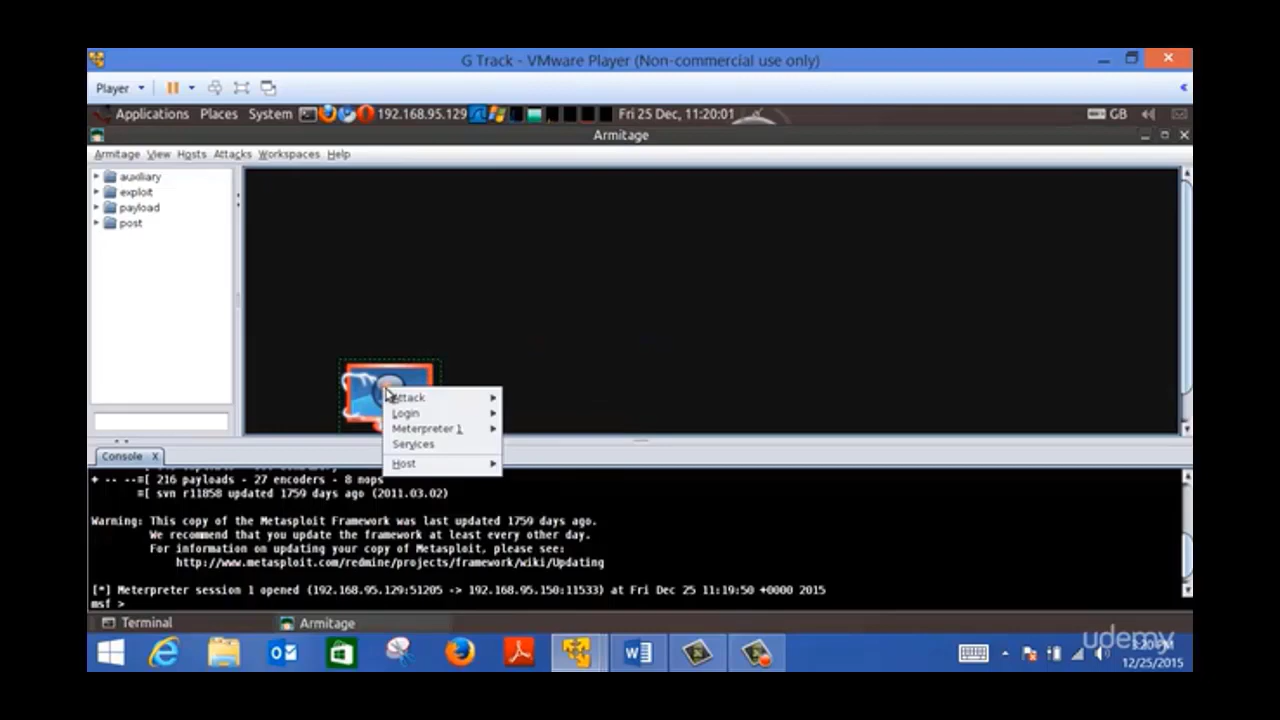 G Track - VMware Player (Non-commercial use only)
Player
Applications Places System 192.168.95.129 Fri 25 Dec, 11:20:01 GB
Armitage
Armitage View Hosts Attacks Workspaces Help
auxiliary
exploit
payload
post
Attack
Login
Meterpreter 1
Services
Host
Console X
+ -- --=[ 216 payloads - 27 encoders - 8 nops
=[ svn r11858 updated 1759 days ago (2011.03.02)
Warning: This copy of the Metasploit Framework was last updated 1759 days ago.
We recommend that you update the framework at least every other day.
For information on updating your copy of Metasploit, please see:
http://www.metasploit.com/redmine/projects/framework/wiki/Updating
[*] Meterpreter session 1 opened (192.168.95.129:51205 -> 192.168.95.150:11533) at Fri Dec 25 11:19:50 +0000 2015
msf >
Terminal Armitage
udemy
12/25/2015